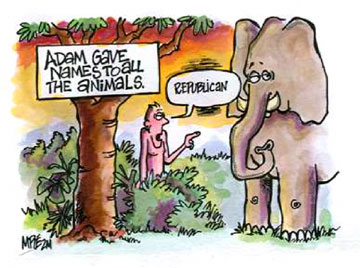 ADAM GAVE
NAMES TO ALL
THE ANIMALS.
REPUBLICAN